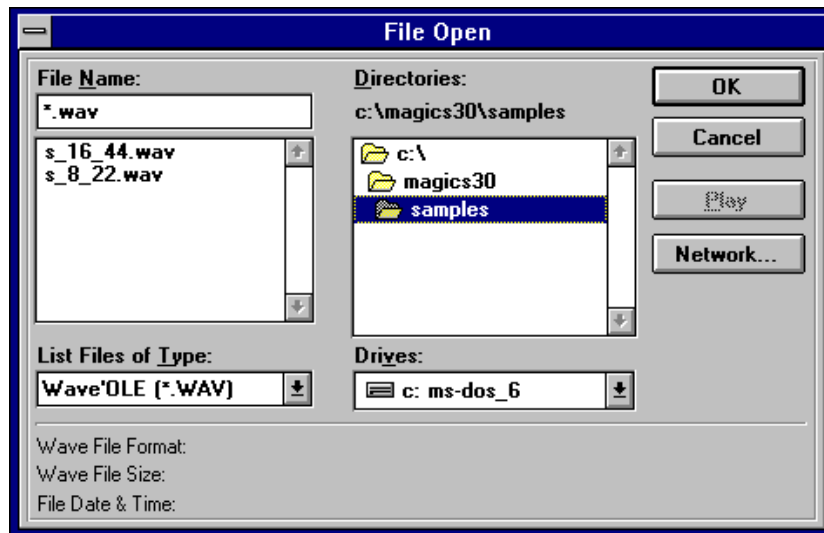 File Open
File Name:
*.wav
s_16_44.wav
s_8_22.wav
List Files of Type:
Wave'OLE (*.WAV)
Directories:
c:\magics30\samples
c:\
magics30
samples
Drives:
c: ms-dos_6
OK
Cancel
Play
Network...
Wave File Format:
Wave File Size:
File Date & Time: